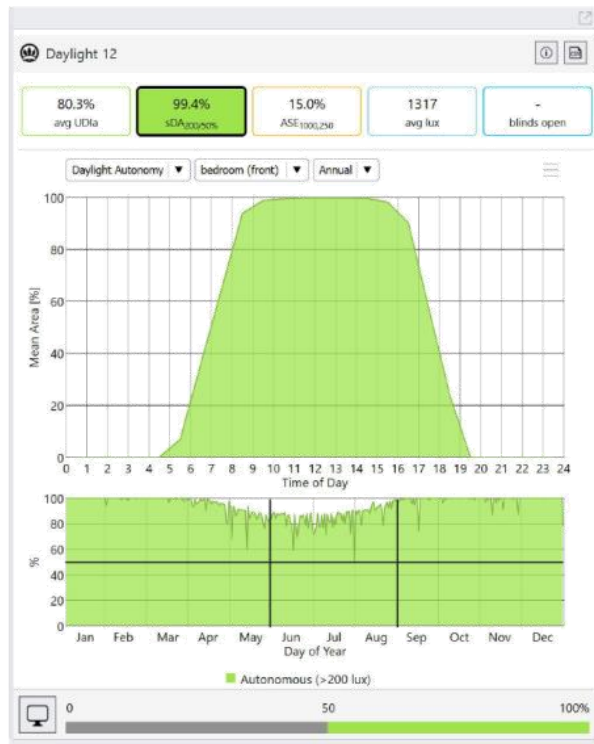 Daylight 12
80.3% 99.4% 15.0% 1317 -
avg UDIa sDA200/50% ASE1000,250 avg lux blinds open
Daylight Autonomy ▼ bedroom (front) ▼ Annual ▼
Mean Area [%]
100
80
60
40
20
0
0 1 2 3 4 5 6 7 8 9 10 11 12 13 14 15 16 17 18 19 20 21 22 23 24
Time of Day
%
100
80
60
40
20
0
Jan Feb Mar Apr May Jun Jul Aug Sep Oct Nov Dec
Day of Year
Autonomous (>200 lux)
0 50 100%